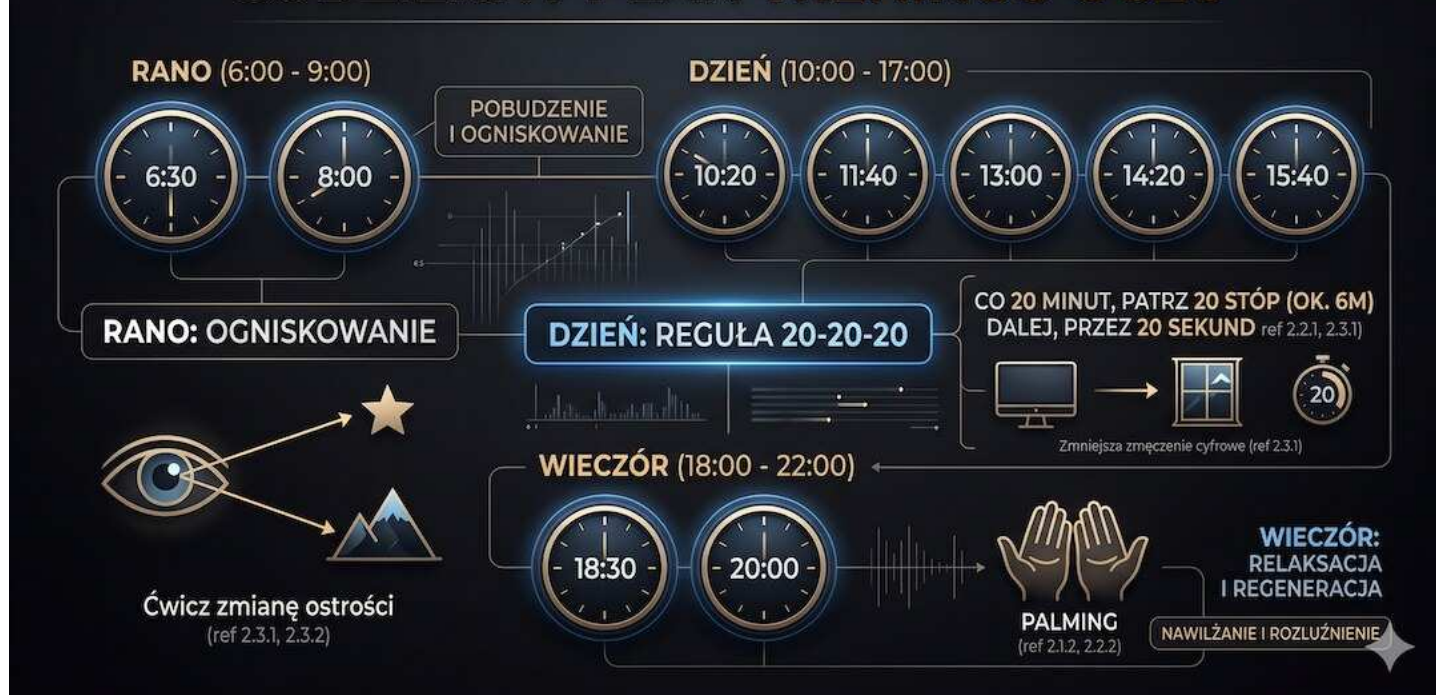 RANO (6:00 - 9:00)
6:30
8:00
POBUDZENIE
I OGNISKOWANIE
DZIEŃ (10:00 - 17:00)
10:20
11:40
13:00
14:20
15:40
RANO: OGNISKOWANIE
DZIEŃ: REGUŁA 20-20-20
CO 20 MINUT, PATRZ 20 STÓP (OK. 6M)
DALEJ, PRZEZ 20 SEKUND ref 2.2.1, 2.3.1)
20
Zmniejsza zmęczenie cyfrowe (ref 2.3.1)
Ćwicz zmianę ostrości
(ref 2.3.1, 2.3.2)
WIECZÓR (18:00 - 22:00)
18:30
20:00
PALMING
(ref 2.1.2, 2.2.2)
WIECZÓR:
RELAKSACJA
I REGENERACJA
NAWILŻANIE I ROZLUŹNIENIE